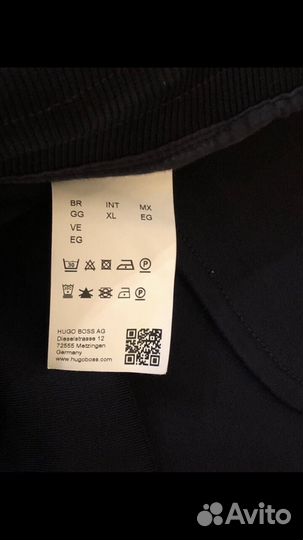 BR INT MX
GG XL EG
VE
EG
30
HUGO BOSS AG
Dieselstrasse 12
72555 Metzingen
Germany
www.hugoboss.com
Avito